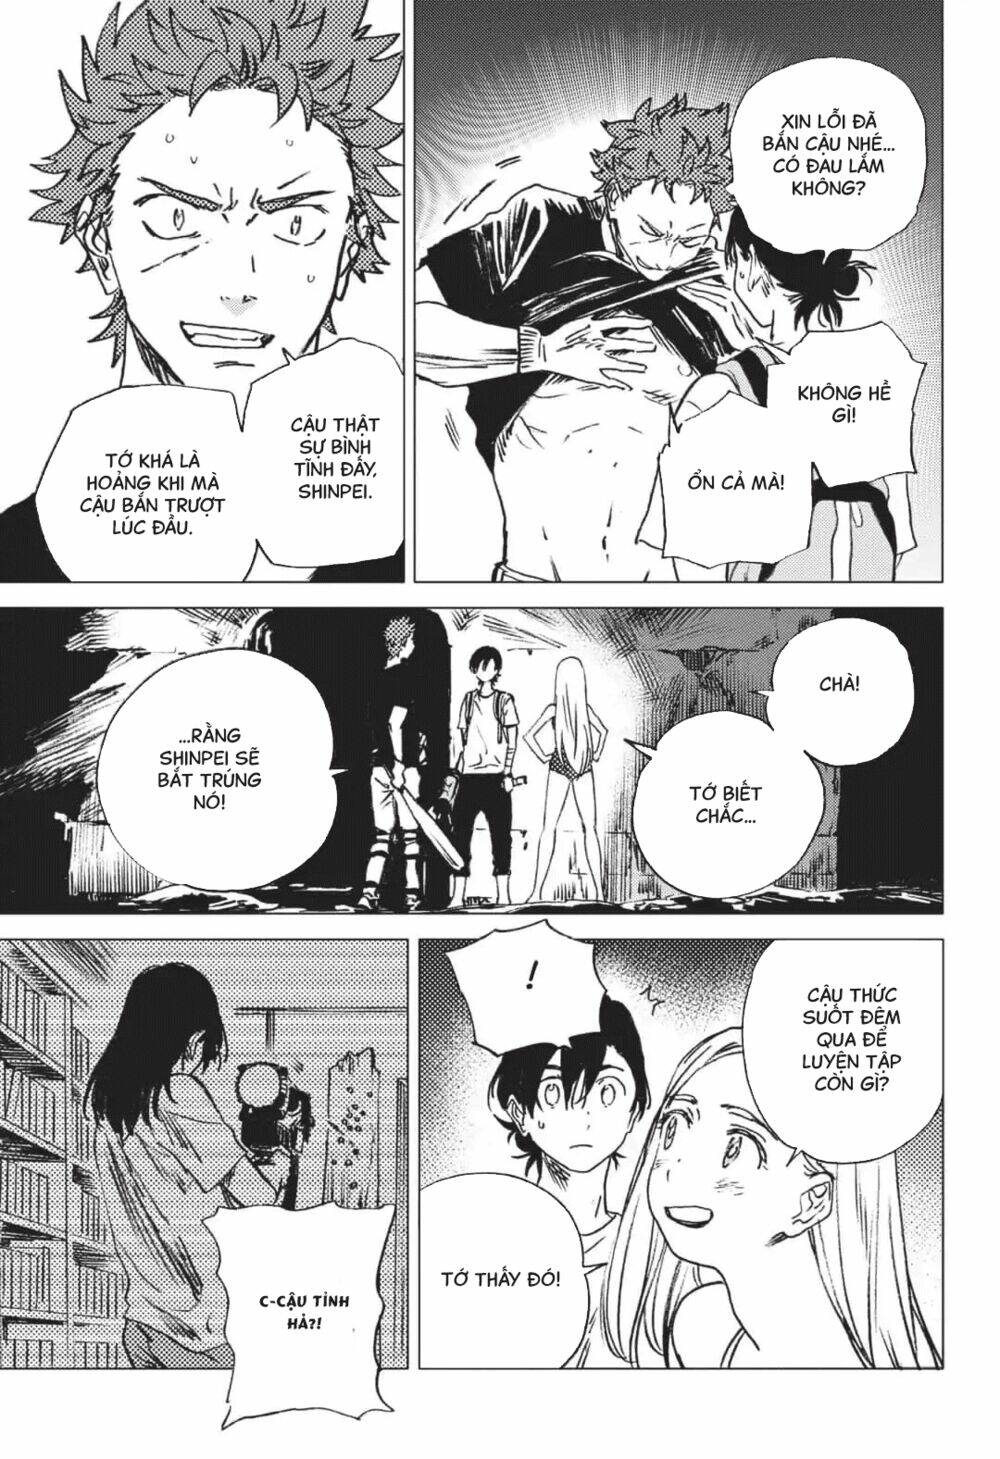 XIN LỖI ĐÃ
BẮN CẬU NHÉ...
CÓ ĐAU LẮM
KHÔNG?
KHÔNG HỀ
GÌ!
ỔN CẢ MÀ!
CẬU THẬT
SỰ BÌNH
TĨNH ĐẤY,
SHINPEI.
TỚ KHÁ LÀ
HOẢNG KHI MÀ
CẬU BẮN TRƯỢT
LÚC ĐẦU.
CHÀ!
TỚ BIẾT
CHẮC...
...RẰNG
SHINPEI SẼ
BẮT TRÚNG
NÓ!
CẬU THỨC
SUỐT ĐÊM
QUA ĐỂ
LUYỆN TẬP
CÒN GÌ?
!
TỚ THẤY ĐÓ!
C-CẬU TỈNH
HẢ?!